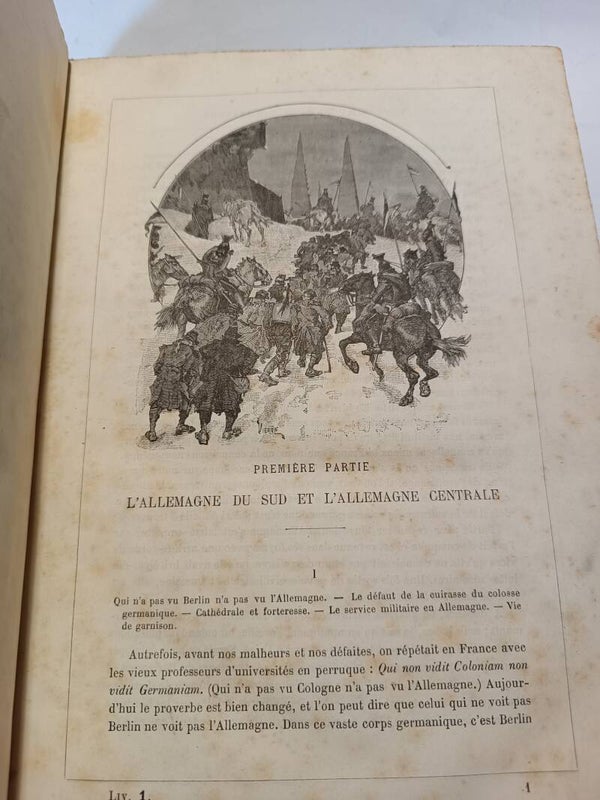 VIERGE
PREMIÈRE PARTIE
L'ALLEMAGNE DU SUD ET L'ALLEMAGNE CENTRALE
I
Qui n'a pas vu Berlin n'a pas vu l'Allemagne. — Le défaut de la cuirasse du colosse
germanique. — Cathédrale et forteresse. — Le service militaire en Allemagne. — Vie
de garnison.
Autrefois, avant nos malheurs et nos défaites, on répétait en France avec
les vieux professeurs d'universités en perruque : Qui non vidit Coloniam non
vidit Germaniam. (Qui n'a pas vu Cologne n'a pas vu l'Allemagne.) Aujour-
d'hui le proverbe est bien changé, et l'on peut dire que celui qui ne voit pas
Berlin ne voit pas l'Allemagne. Dans ce vaste corps germanique, c'est Berlin
LIV. 1. 1